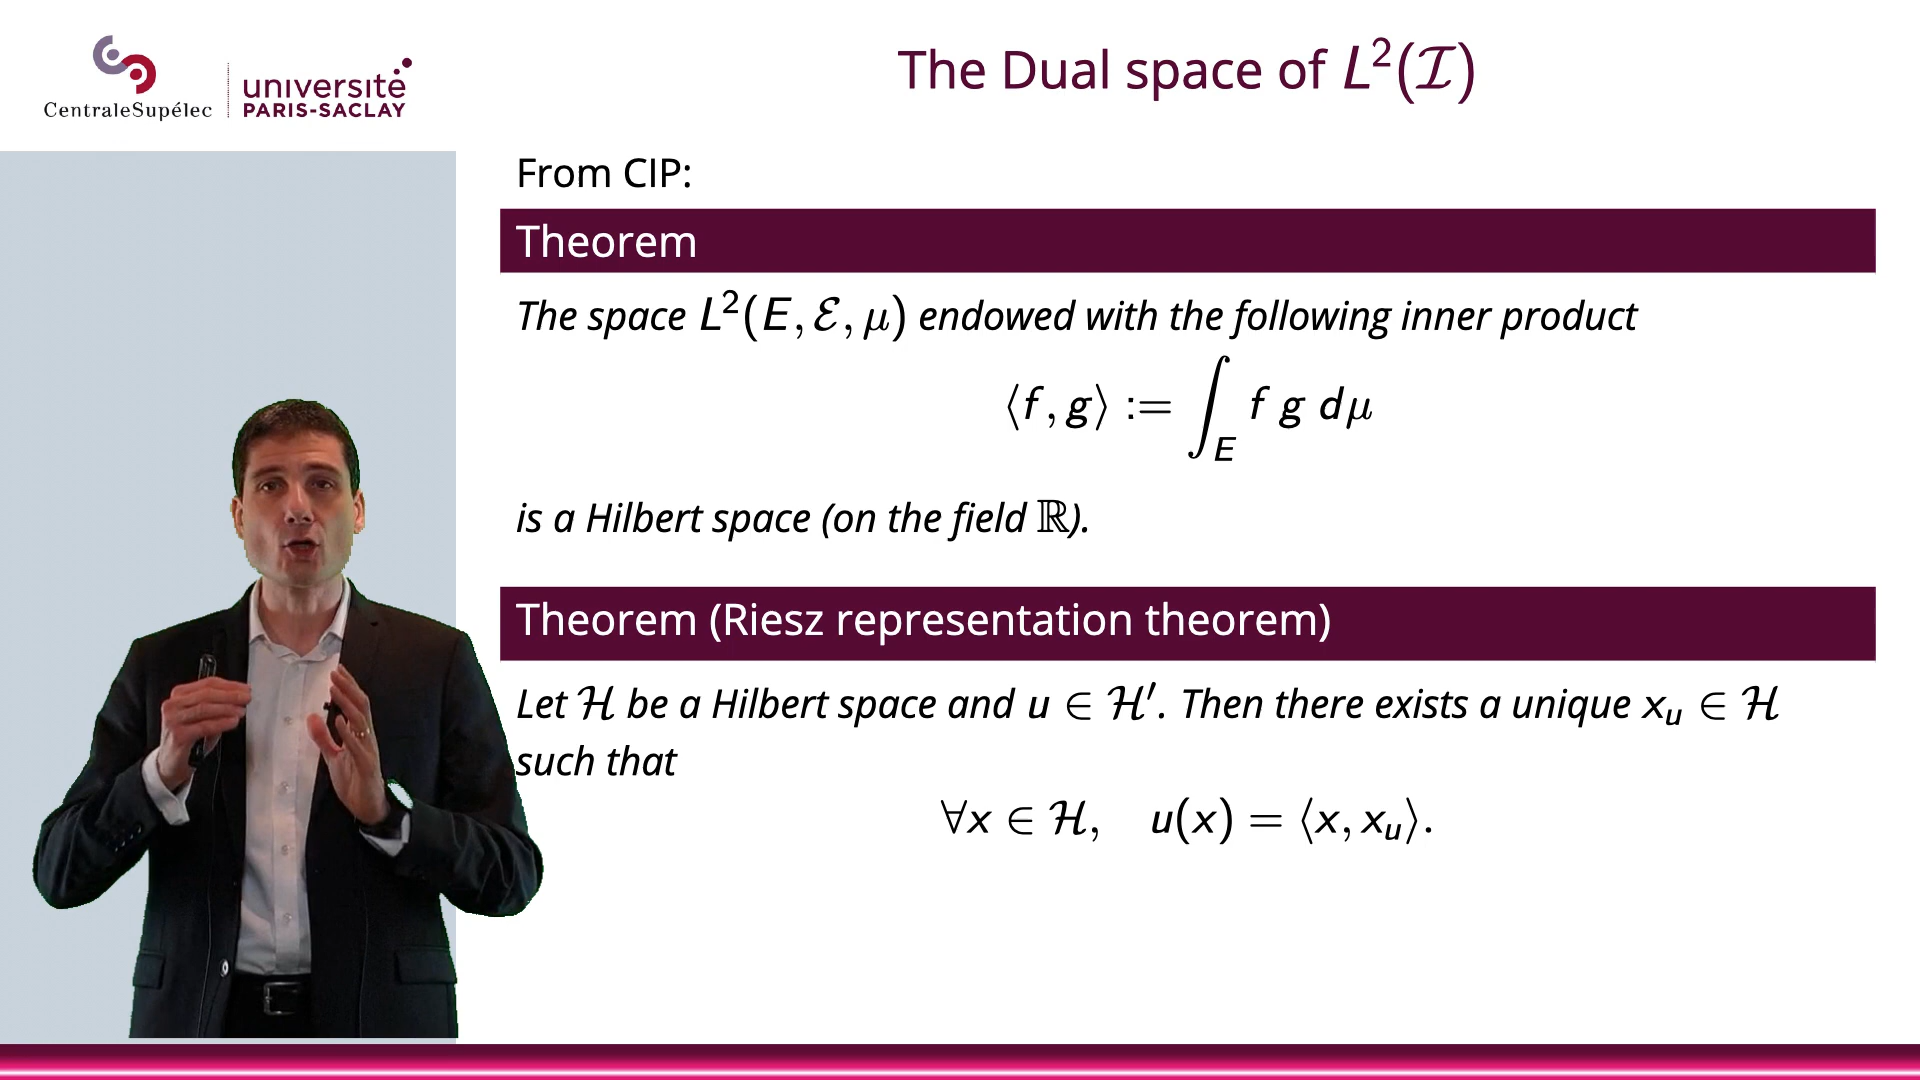 CentraleSupélec
université
PARIS-SACLAY
The Dual space of L²(ℐ)
From CIP:
Theorem
The space L²(E, ℰ, μ) endowed with the following inner product
⟨f, g⟩ := ∫_E f g dμ
is a Hilbert space (on the field ℝ).
Theorem (Riesz representation theorem)
Let ℋ be a Hilbert space and u ∈ ℋ′. Then there exists a unique x_u ∈ ℋ
such that
∀x ∈ ℋ, u(x) = ⟨x, x_u⟩.